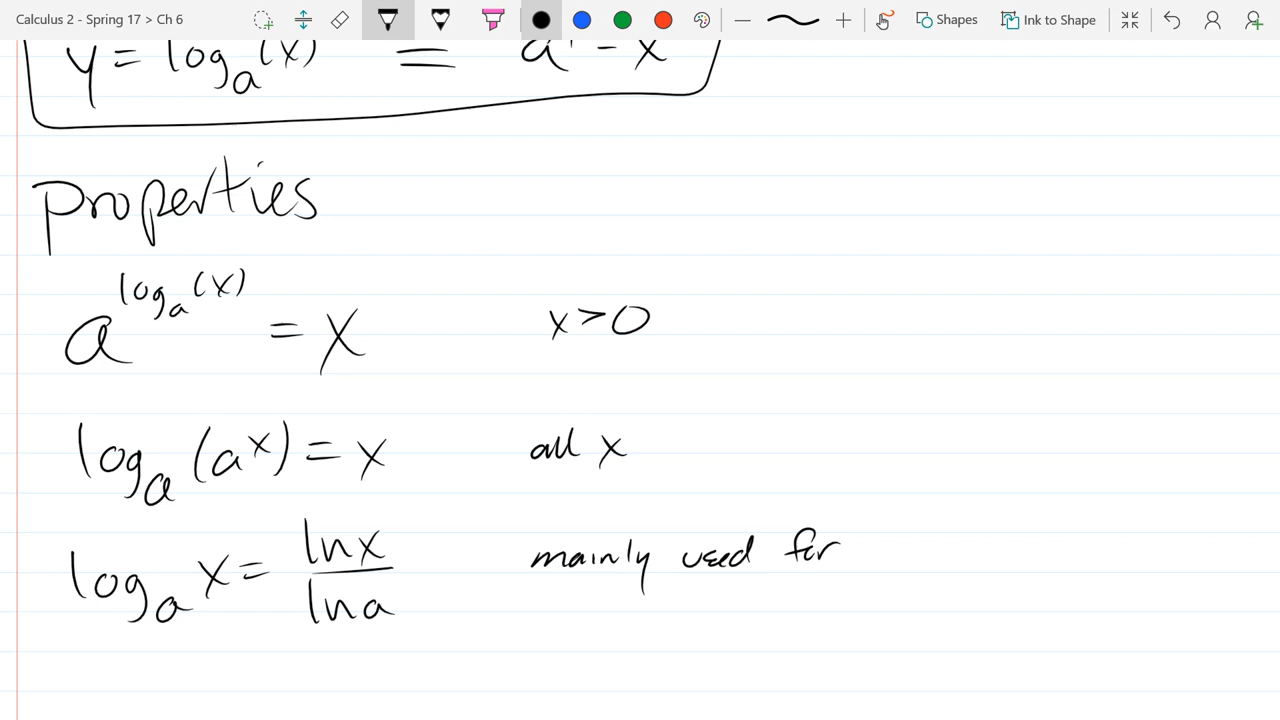 Calculus 2 - Spring 17 > Ch 6 Shapes Ink to Shape
y = log_a(x) ≡ a^y = x
Properties
a^{log_a(x)} = x x > 0
log_a(a^x) = x all x
log_a x = \frac{ln x}{ln a} mainly used for